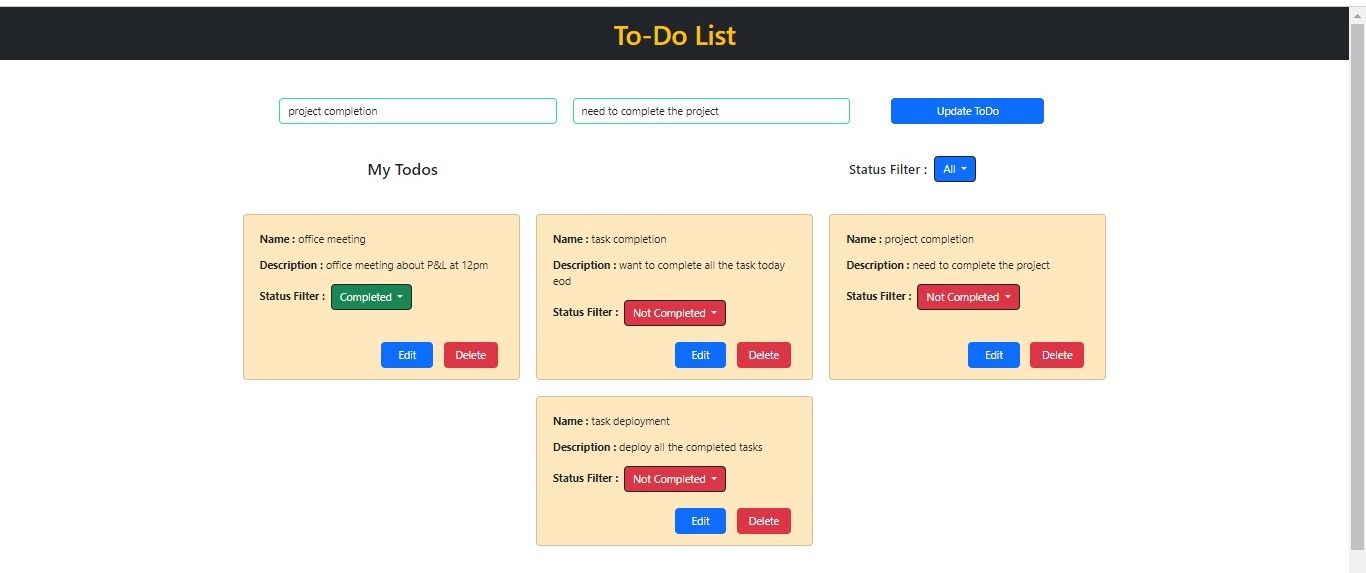 To-Do List
project completion need to complete the project Update ToDo
My Todos Status Filter : All
Name : office meeting
Description : office meeting about P&L at 12pm
Status Filter : Completed
Edit Delete
Name : task completion
Description : want to complete all the task today
eod
Status Filter : Not Completed
Edit Delete
Name : project completion
Description : need to complete the project
Status Filter : Not Completed
Edit Delete
Name : task deployment
Description : deploy all the completed tasks
Status Filter : Not Completed
Edit Delete